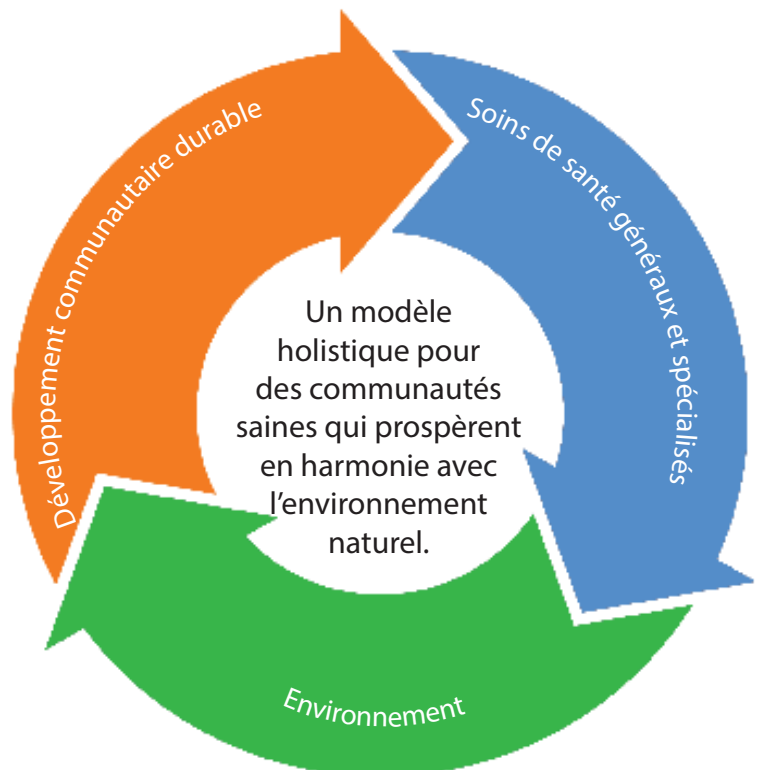 Développement communautaire durable
Soins de santé généraux et spécialisés
Un modèle
holistique pour
des communautés
saines qui prospèrent
en harmonie avec
l’environnement
naturel.
Environnement